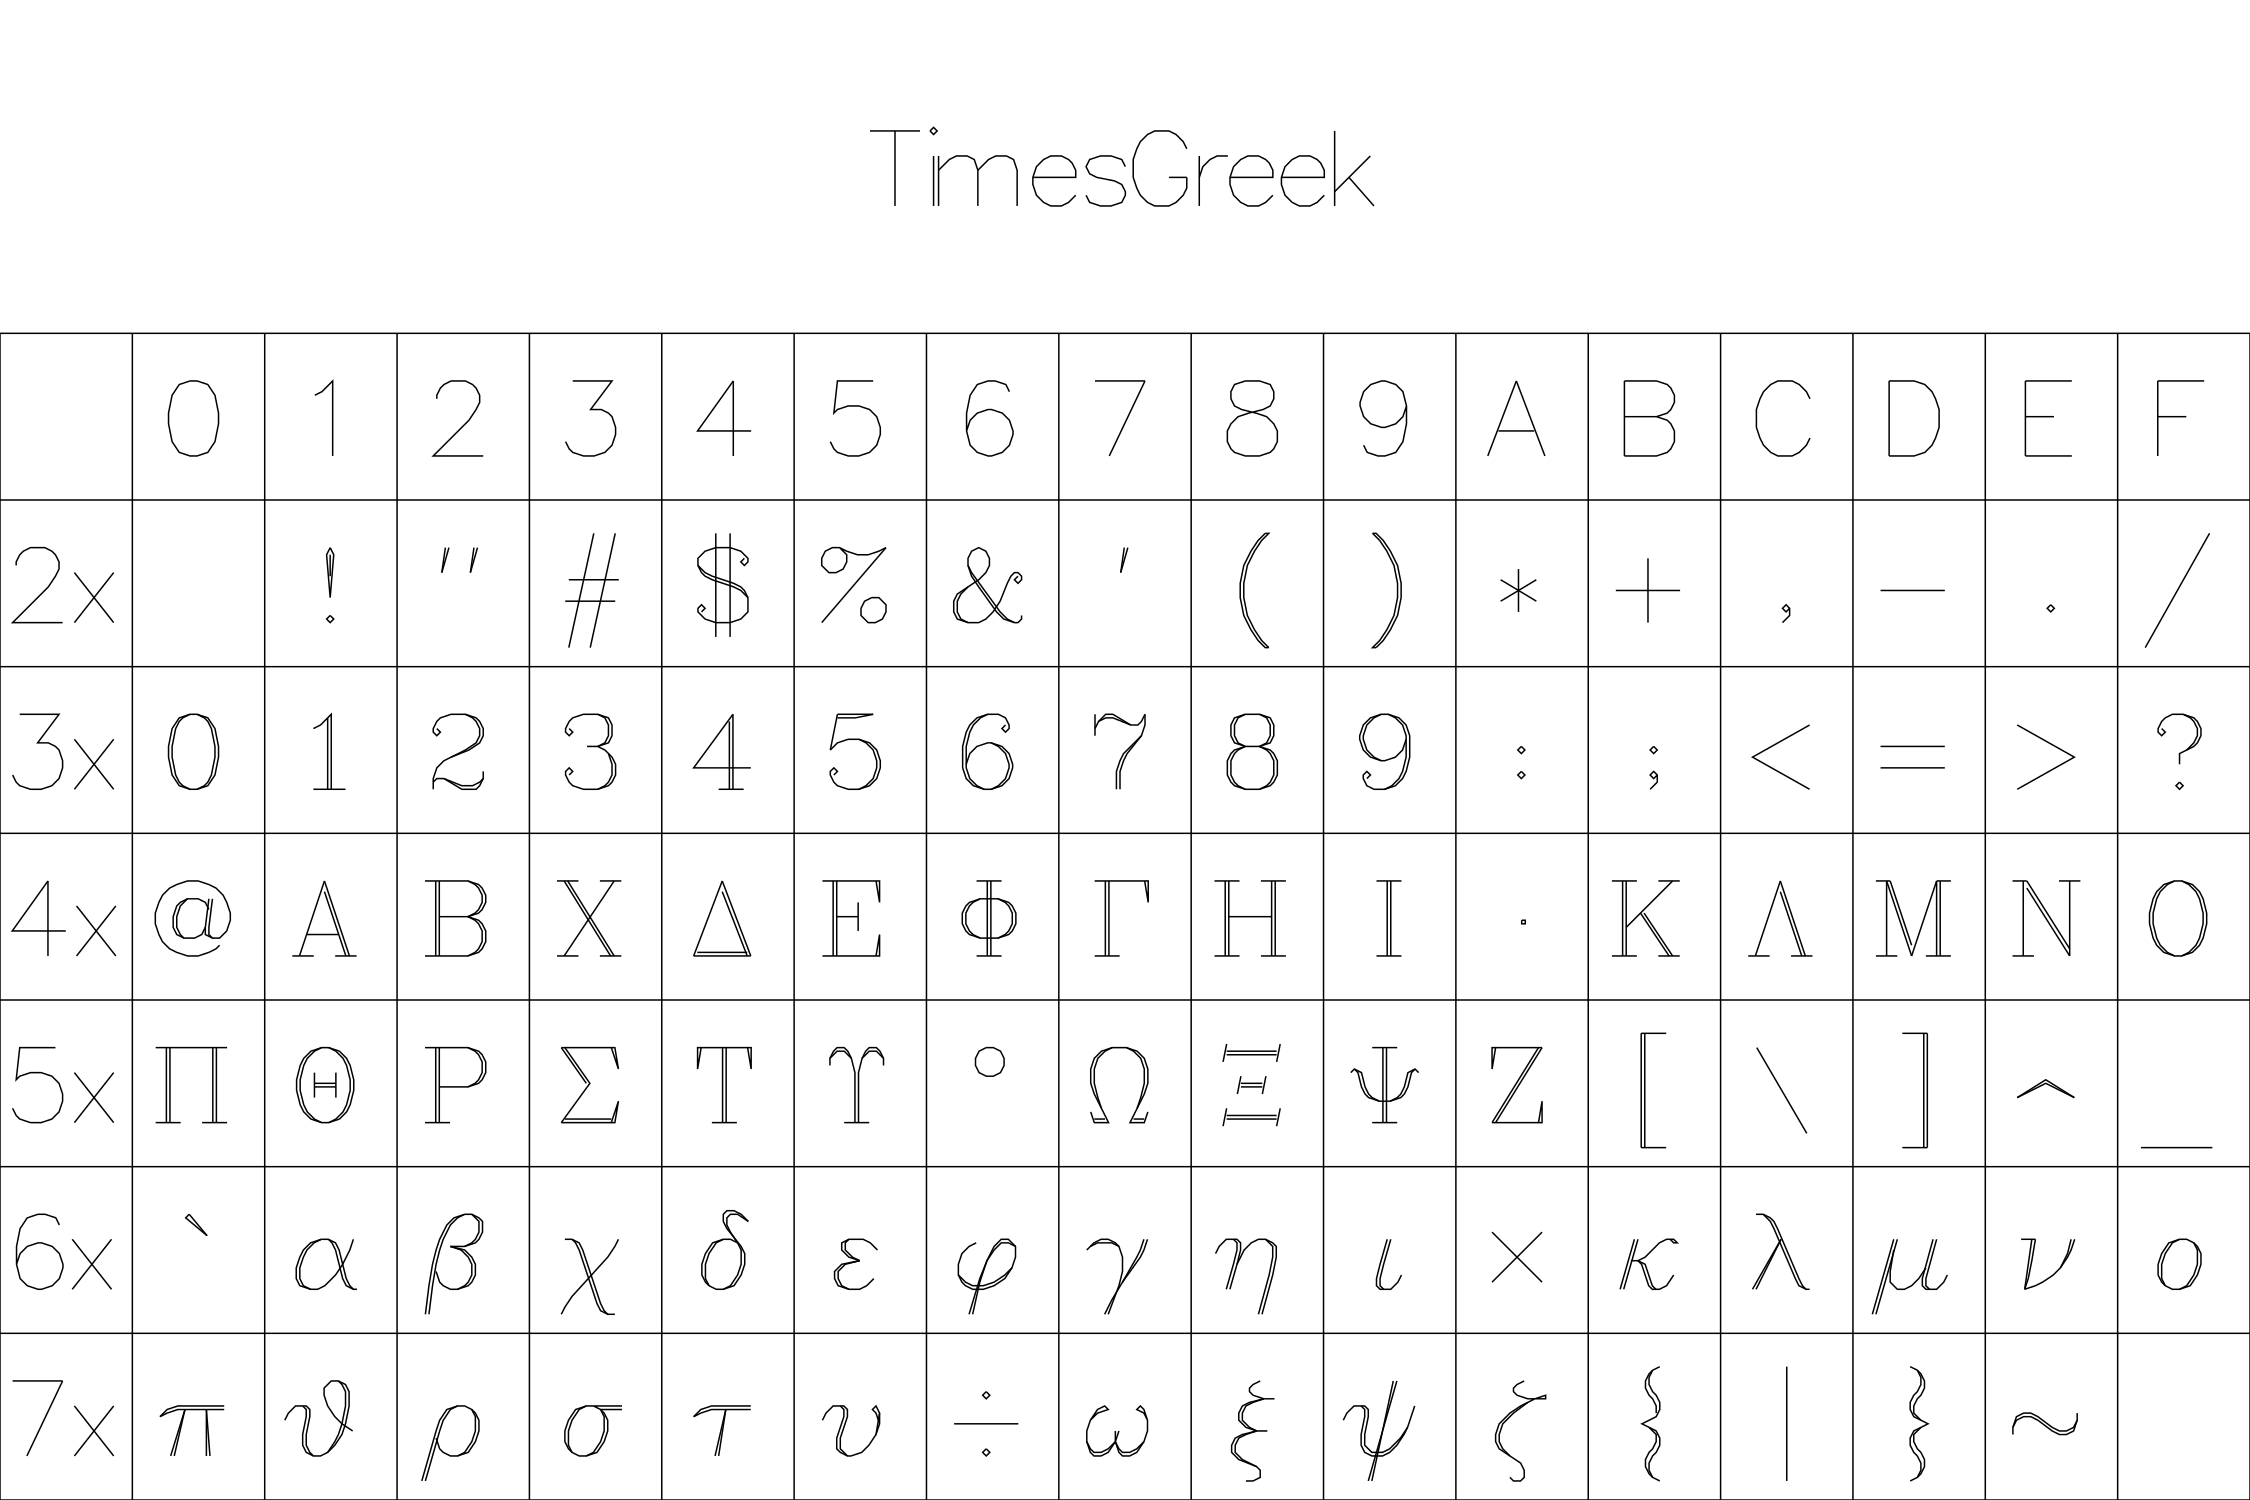 TimesGreek
0 1 2 3 4 5 6 7 8 9 A B C D E F
2x ! " # $ % & ' ( ) * + , − . /
3x 0 1 2 3 4 5 6 7 8 9 : ; < = > ?
4x @ Α Β Χ Δ Ε Φ Γ Η Ι · Κ Λ Μ Ν Ο
5x Π Θ Ρ Σ Τ ϒ ° Ω Ξ Ψ Ζ [ \ ] ^ _
6x ` α β χ δ ε φ γ η ι × κ λ μ ν ο
7x π ϑ ρ σ τ υ ÷ ω ξ ψ ζ { | } ~